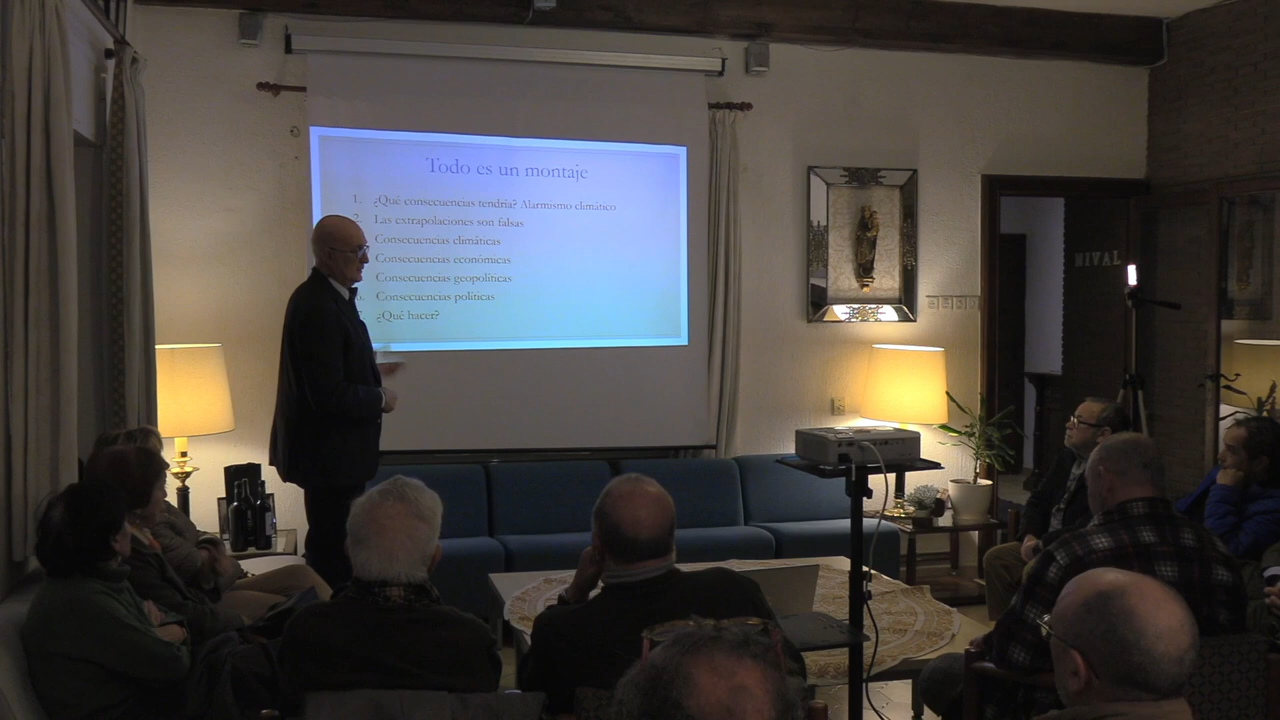 Todo es un montaje
1. ¿Qué consecuencias tendría? Alarmismo climático
2. Las extrapolaciones son falsas
Consecuencias climáticas
Consecuencias económicas
Consecuencias geopolíticas
Consecuencias políticas
¿Qué hacer?
NIVAL